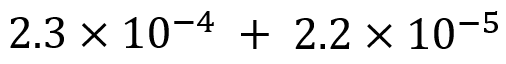 2.3 × 10⁻⁴ + 2.2 × 10⁻⁵